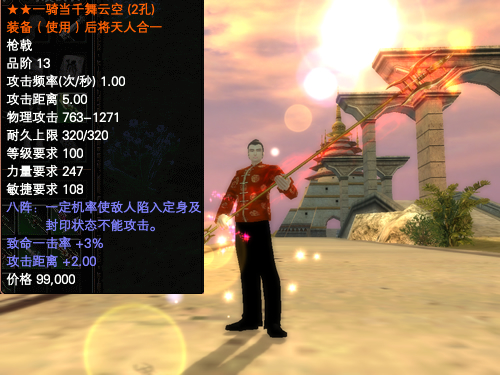 ★★一骑当千舞云空 (2孔)
装备（使用）后将天人合一
枪戟
品阶 13
攻击频率(次/秒) 1.00
攻击距离 5.00
物理攻击 763-1271
耐久上限 320/320
等级要求 100
力量要求 247
敏捷要求 108
八阵：一定机率使敌人陷入定身及
封印状态不能攻击。
致命一击率 +3%
攻击距离 +2.00
价格 99,000